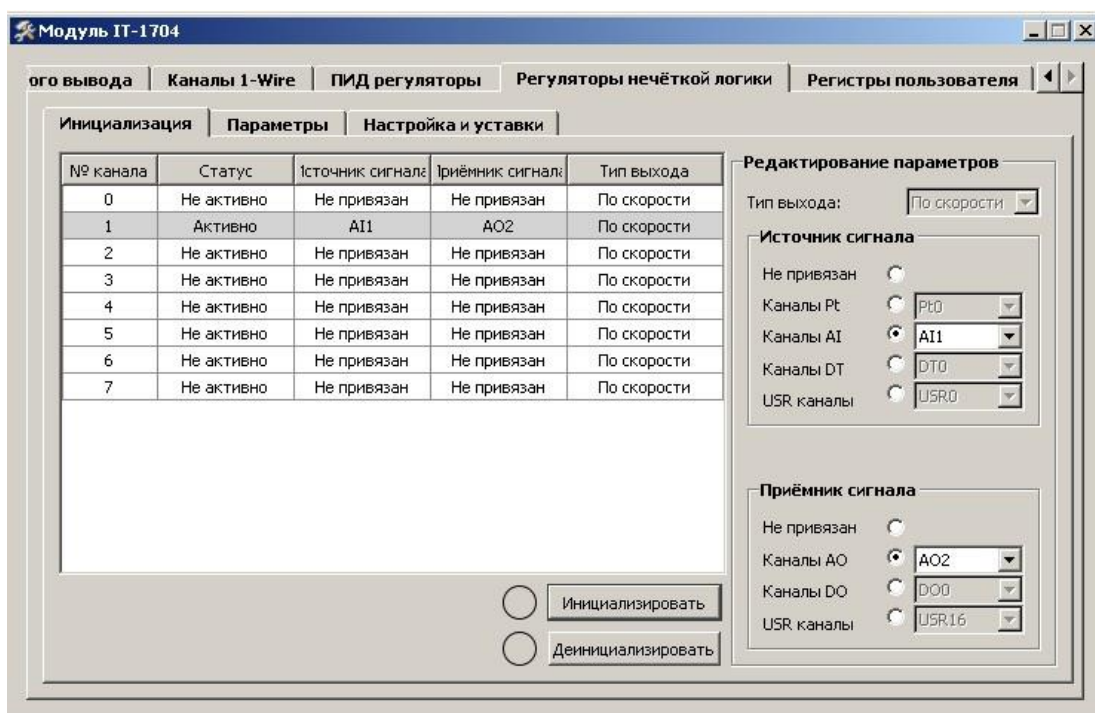 Модуль IT-1704
ого вывода Каналы 1-Wire ПИД регуляторы Регуляторы нечёткой логики Регистры пользователя
Инициализация Параметры Настройка и уставки
№ канала Статус Источник сигнала Приёмник сигнала Тип выхода
0 Не активно Не привязан Не привязан По скорости
1 Активно AI1 AO2 По скорости
2 Не активно Не привязан Не привязан По скорости
3 Не активно Не привязан Не привязан По скорости
4 Не активно Не привязан Не привязан По скорости
5 Не активно Не привязан Не привязан По скорости
6 Не активно Не привязан Не привязан По скорости
7 Не активно Не привязан Не привязан По скорости
Инициализировать
Деинициализировать
Редактирование параметров
Тип выхода: По скорости
Источник сигнала
Не привязан
Каналы Pt Pt0
Каналы AI AI1
Каналы DT DT0
USR каналы USR0
Приёмник сигнала
Не привязан
Каналы AO AO2
Каналы DO DO0
USR каналы USR16